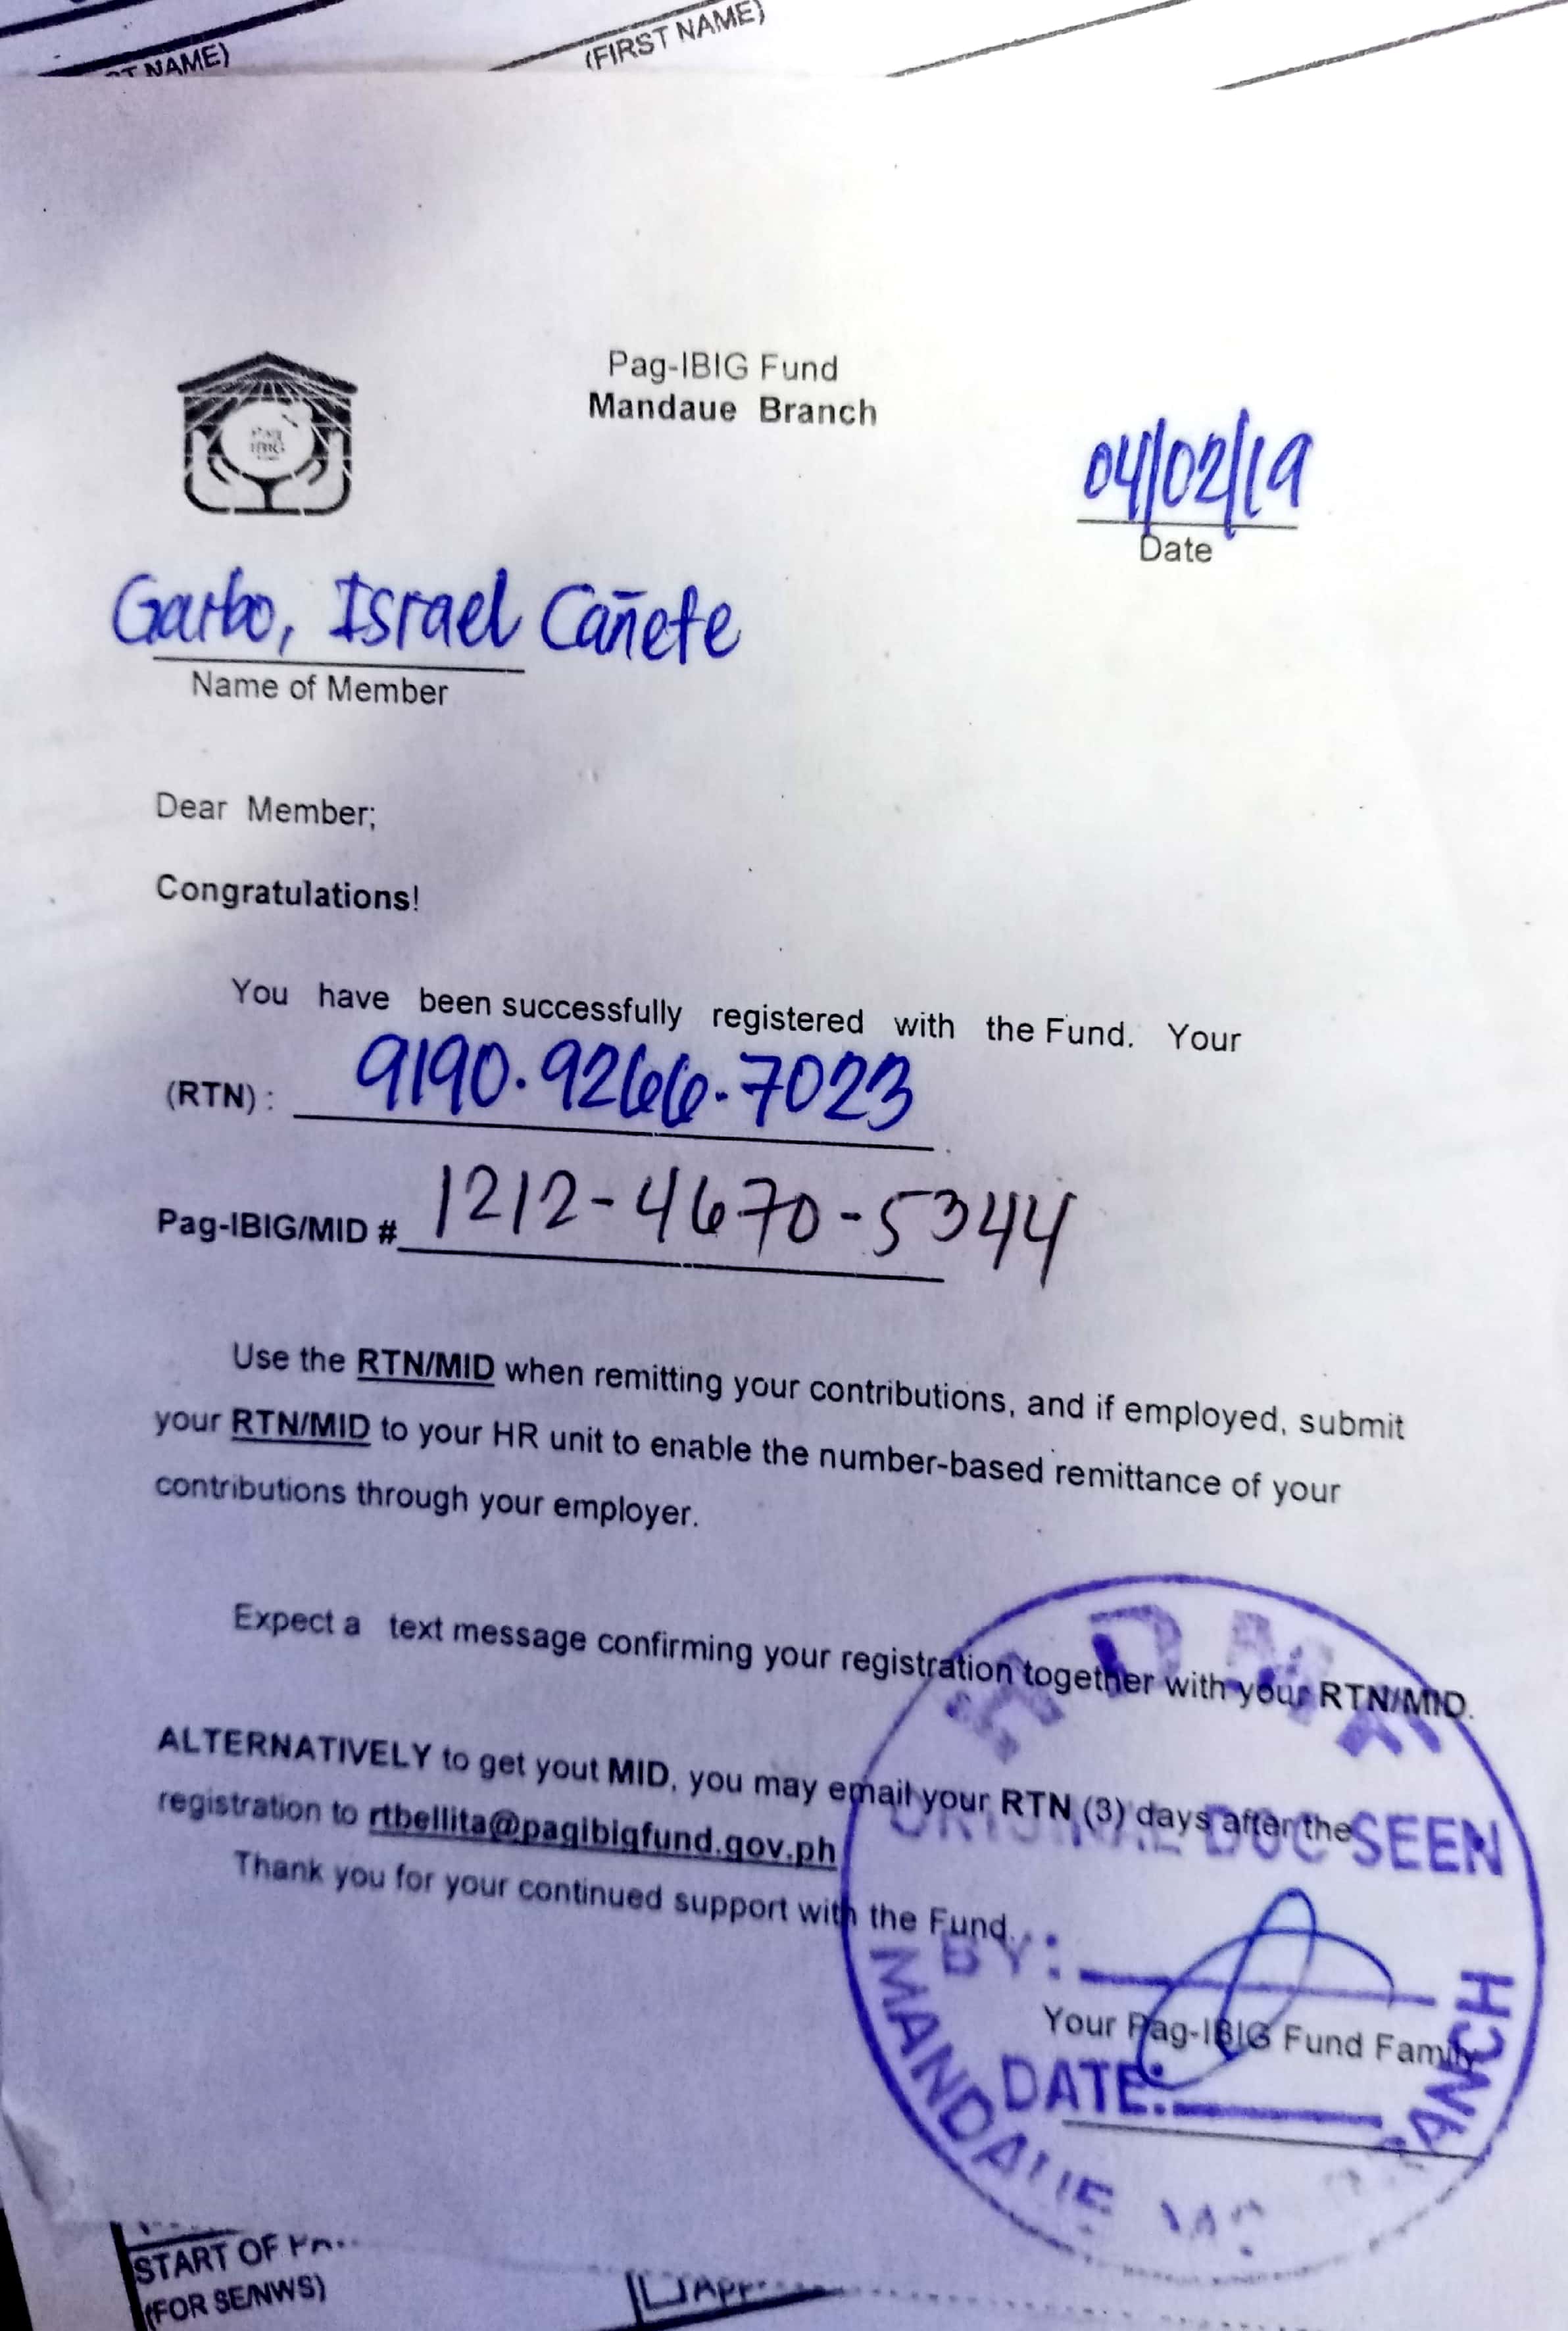 (FIRST NAME)
NAME)
Pag-IBIG Fund
Mandaue Branch
PAG
IBIG
04/02/19
Date
Garbo, Israel Cañete
Name of Member
Dear Member;
Congratulations!
You have been successfully registered with the Fund. Your
(RTN) : 9190.9266.7023
Pag-IBIG/MID # 1212-4670-5344
Use the RTN/MID when remitting your contributions, and if employed, submit
your RTN/MID to your HR unit to enable the number-based remittance of your
contributions through your employer.
Expect a text message confirming your registration together with your RTN/MID.
ALTERNATIVELY to get yout MID, you may email your RTN (3) days after the
registration to rtbellita@pagibigfund.gov.ph
Thank you for your continued support with the Fund.
ORIGINAL DOC SEEN
BY:
Your Pag-IBIG Fund Family
DATE:
MANDAUE BRANCH
START OF
(FOR SE/NWS)